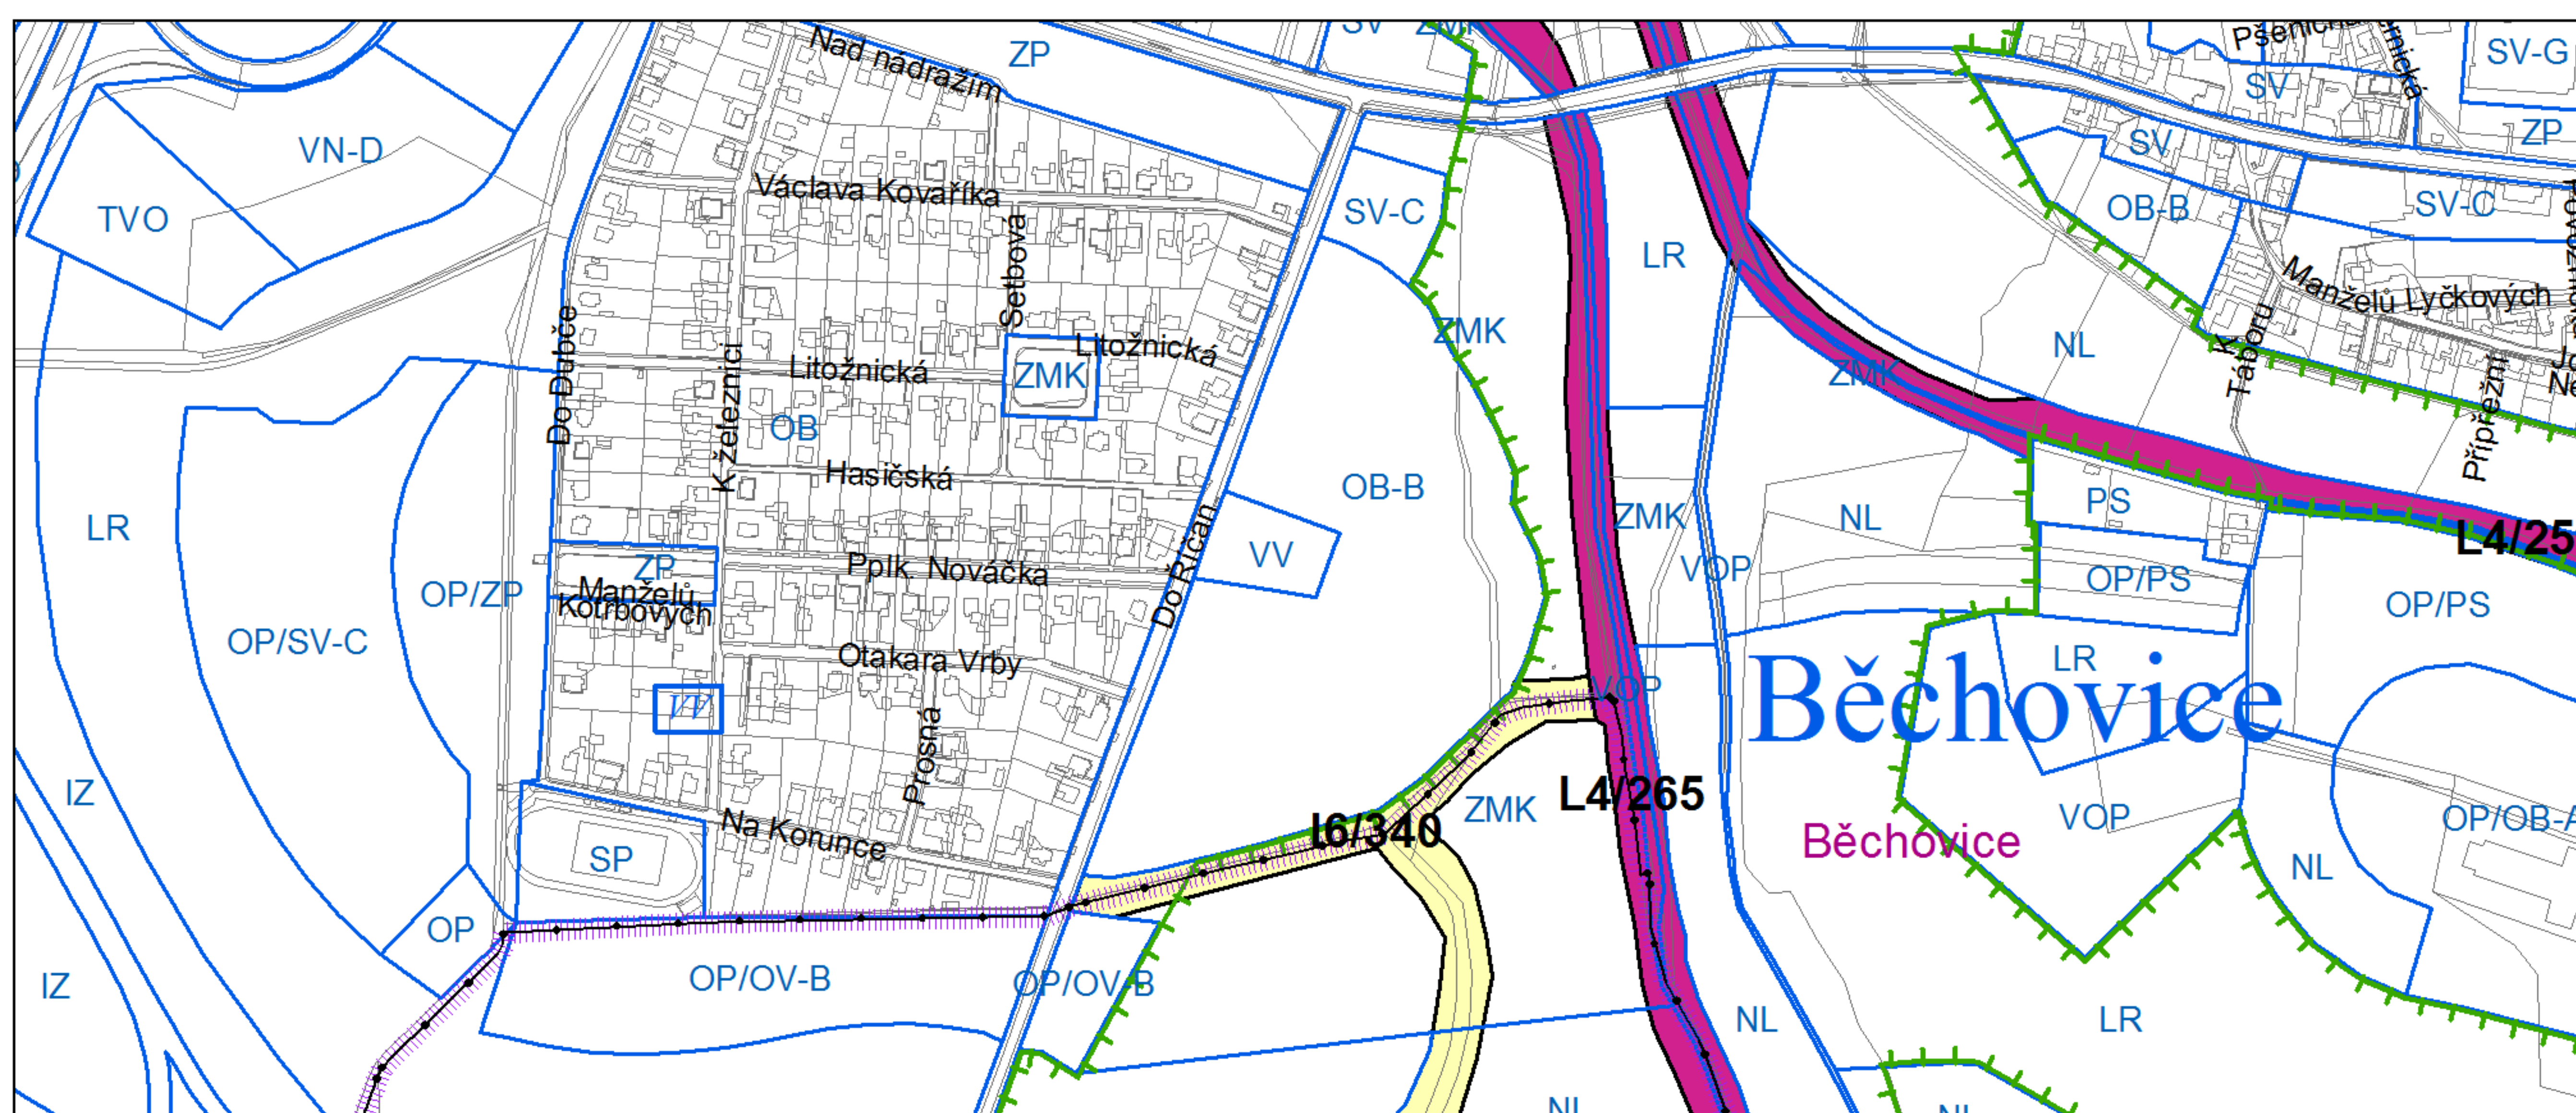 ZP
SV
SV-G
Nad nádražím
SV
ZP
VN-D
SV
TVO
Václava Kovaříka
SV-C
OB-B
SV-C
Setbová
LR
Manželů Lyčkových
ZMK
NL
K Táboru
Do Dubče
Litožnická
ZMK
Litožnická
ZMK
K železnici
OB
Příprěžní
Hasičská
OB-B
PS
LR
ZMK
NL
L4/25
VV
Do Říčan
ZP
Pplk. Nováčka
VOP
OP/PS
OP/ZP
Manželů
Kotrbových
OP/PS
OP/SV-C
Otakara Vrby
LR
VV
VOP
Běchovice
Prosná
IZ
L4/265
ZMK
VOP
OP/OB-A
Na Korunce
I6/340
Běchovice
SP
NL
OP
OP/OV-B
OP/OV-B
IZ
NL
LR